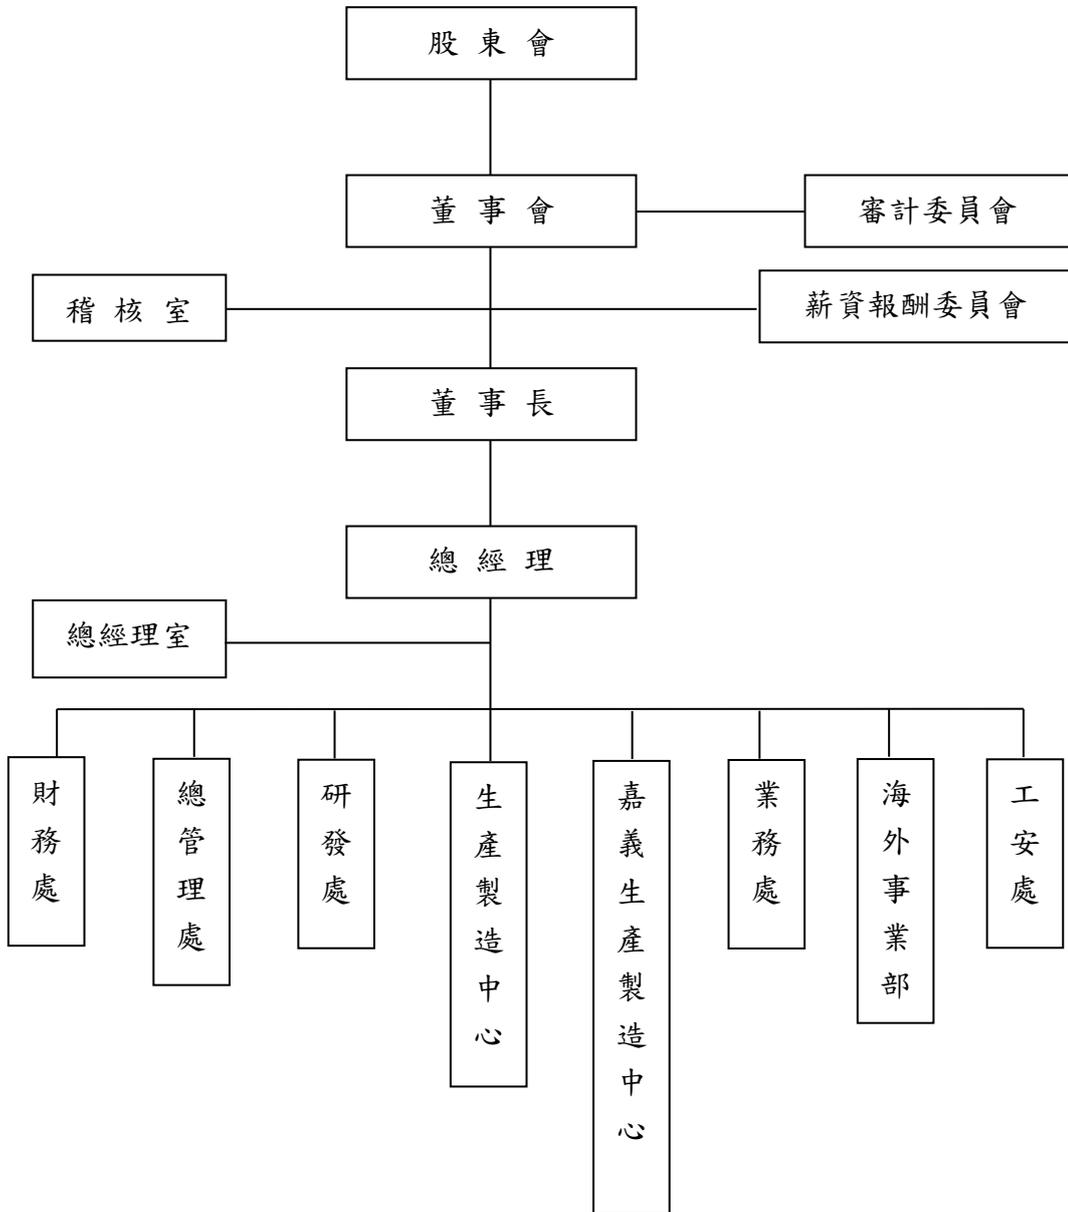 股東會
董事會
審計委員會
稽核室
薪資報酬委員會
董事長
總經理
總經理室
財務處
總管理處
研發處
生產製造中心
嘉義生產製造中心
業務處
海外事業部
工安處